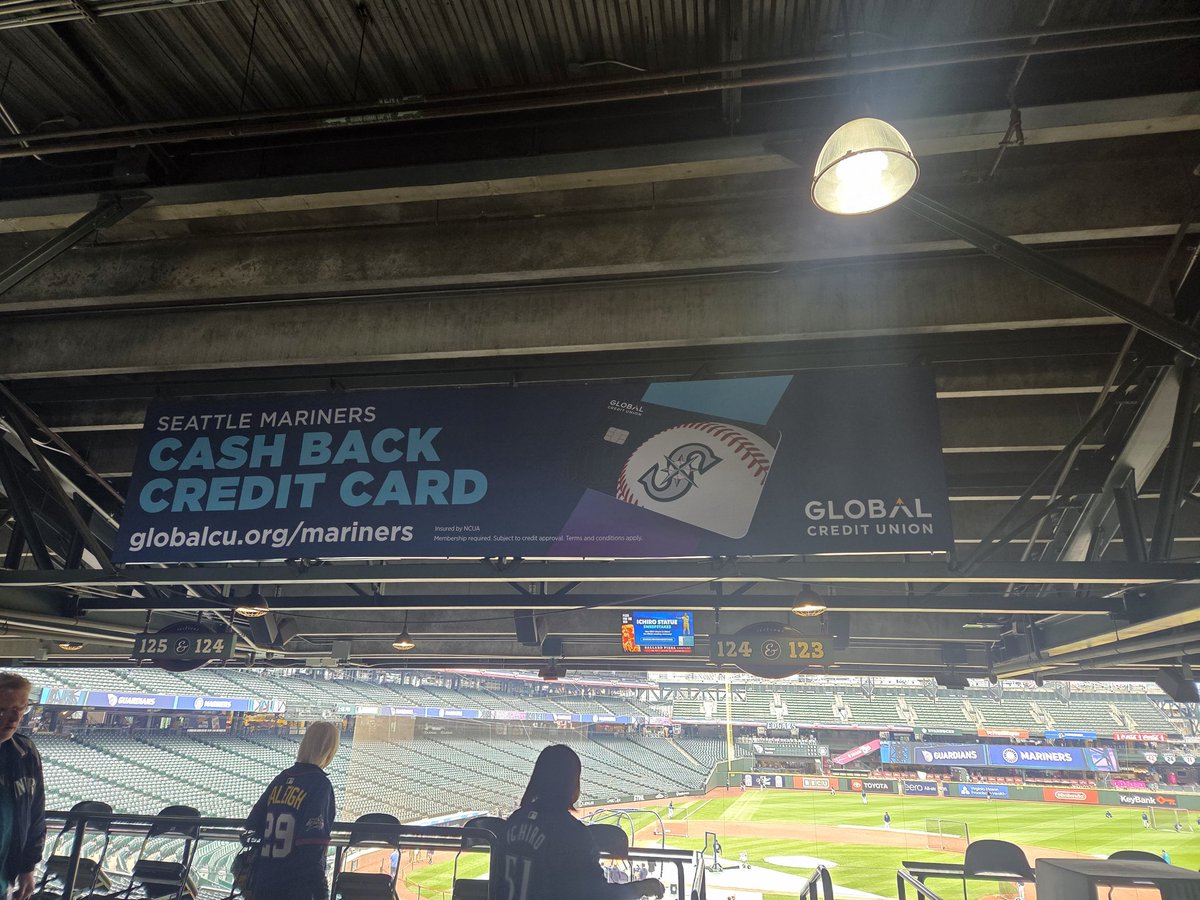 SEATTLE MARINERS
CASH BACK
CREDIT CARD
globalcu.org/mariners
Insured by NCUA
Membership required. Subject to credit approval. Terms and conditions apply.
GLOBAL
CREDIT UNION
GLOBAL
CREDIT UNION
125 & 124
ICHIRO STATUE
SWEEPSTAKES
BALLARD PIZZA
124 & 123
GUARDIANS
MARINERS
GUARDIANS
MARINERS
TOYOTA
KeyBank
29
ICHIRO
51